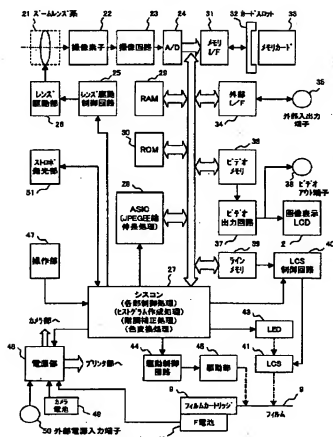 21 ズームレンズ系
22
撮像素子
23
撮像回路
24
A/D
31
メモリ
I/F
32 カードスロット
33
メモリカード
レンズ
駆動部
26
25
レンズ駆動制御回路
29
RAM
外部
I/F
34
35
外部入出力
端子
ストロボ
発光部
51
30
ROM
36
ビデオ
メモリ
38 ビデオ
アウト端子
28
ASIC
(JPEG圧縮
伸長処理)
ビデオ
出力回路
37
画像表示
LCD
2
47
操作部
27
シスコン
(各部制御処理)
(ヒストグラム作成処理)
(階調補正処理)
(色変換処理)
39
ライン
メモリ
40
LCS
制御回路
43
LED
41
LCS
カメラ部へ
48
電源部
プリンタ部へ
44
駆動制御
回路
駆動部
カメラ
電池
49
50 外部電源入力端子
9
フィルムカートリッジ
F電池
9
フィルム